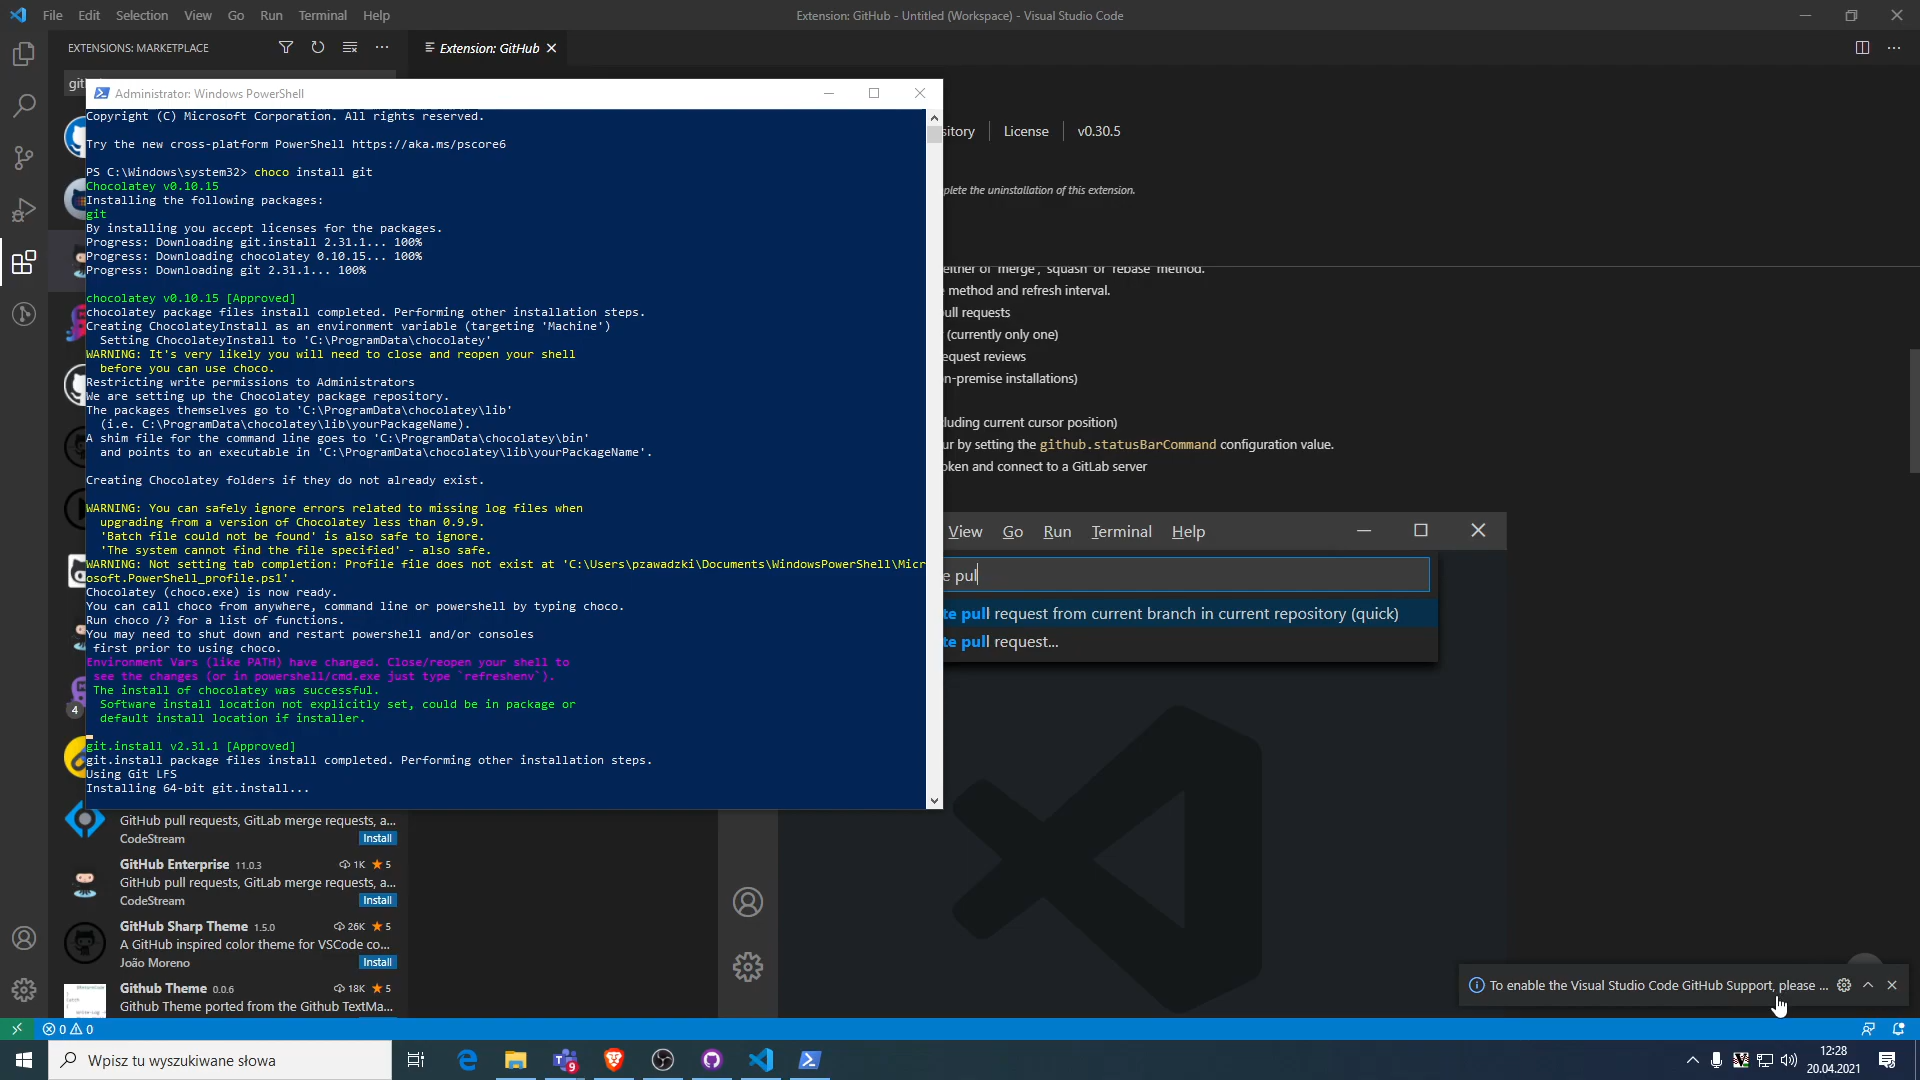 File Edit Selection View Go Run Terminal Help
Extension: GitHub - Untitled (Workspace) - Visual Studio Code
EXTENSIONS: MARKETPLACE
Extension: GitHub
git
Administrator: Windows PowerShell
Copyright (C) Microsoft Corporation. All rights reserved.
Try the new cross-platform PowerShell https://aka.ms/pscore6
PS C:\Windows\system32> choco install git
Chocolatey v0.10.15
Installing the following packages:
git
By installing you accept licenses for the packages.
Progress: Downloading git.install 2.31.1... 100%
Progress: Downloading chocolatey 0.10.15... 100%
Progress: Downloading git 2.31.1... 100%
chocolatey v0.10.15 [Approved]
chocolatey package files install completed. Performing other installation steps.
Creating ChocolateyInstall as an environment variable (targeting 'Machine')
Setting ChocolateyInstall to 'C:\ProgramData\chocolatey'
WARNING: It's very likely you will need to close and reopen your shell
before you can use choco.
Restricting write permissions to Administrators
We are setting up the Chocolatey package repository.
The packages themselves go to 'C:\ProgramData\chocolatey\lib'
(i.e. C:\ProgramData\chocolatey\lib\yourPackageName).
A shim file for the command line goes to 'C:\ProgramData\chocolatey\bin'
and points to an executable in 'C:\ProgramData\chocolatey\lib\yourPackageName'.
Creating Chocolatey folders if they do not already exist.
WARNING: You can safely ignore errors related to missing log files when
upgrading from a version of Chocolatey less than 0.9.9.
'Batch file could not be found' is also safe to ignore.
'The system cannot find the file specified' - also safe.
WARNING: Not setting tab completion: Profile file does not exist at 'C:\Users\pzawadzki\Documents\WindowsPowerShell\Micr
osoft.PowerShell_profile.ps1'.
Chocolatey (choco.exe) is now ready.
You can call choco from anywhere, command line or powershell by typing choco.
Run choco /? for a list of functions.
You may need to shut down and restart powershell and/or consoles
first prior to using choco.
Environment Vars (like PATH) have changed. Close/reopen your shell to
see the changes (or in powershell/cmd.exe just type `refreshenv`).
The install of chocolatey was successful.
Software install location not explicitly set, could be in package or
default install location if installer.
git.install v2.31.1 [Approved]
git.install package files install completed. Performing other installation steps.
Using Git LFS
Installing 64-bit git.install...
sitory License v0.30.5
plete the uninstallation of this extension.
either of 'merge', 'squash' or 'rebase' method.
method and refresh interval.
ull requests
(currently only one)
equest reviews
n-premise installations)
luding current cursor position)
ur by setting the github.statusBarCommand configuration value.
oken and connect to a GitLab server
View Go Run Terminal Help
e pul
te pull request from current branch in current repository (quick)
te pull request...
4
GitHub pull requests, GitLab merge requests, a...
CodeStream Install
GitHub Enterprise 11.0.3 1K 5
GitHub pull requests, GitLab merge requests, a...
CodeStream Install
GitHub Sharp Theme 1.5.0 26K 5
A GitHub inspired color theme for VSCode co...
João Moreno Install
Github Theme 0.0.6 18K 5
Github Theme ported from the Github TextMa...
To enable the Visual Studio Code GitHub Support, please ...
0 0
Wpisz tu wyszukiwane słowa
9
12:28
20.04.2021